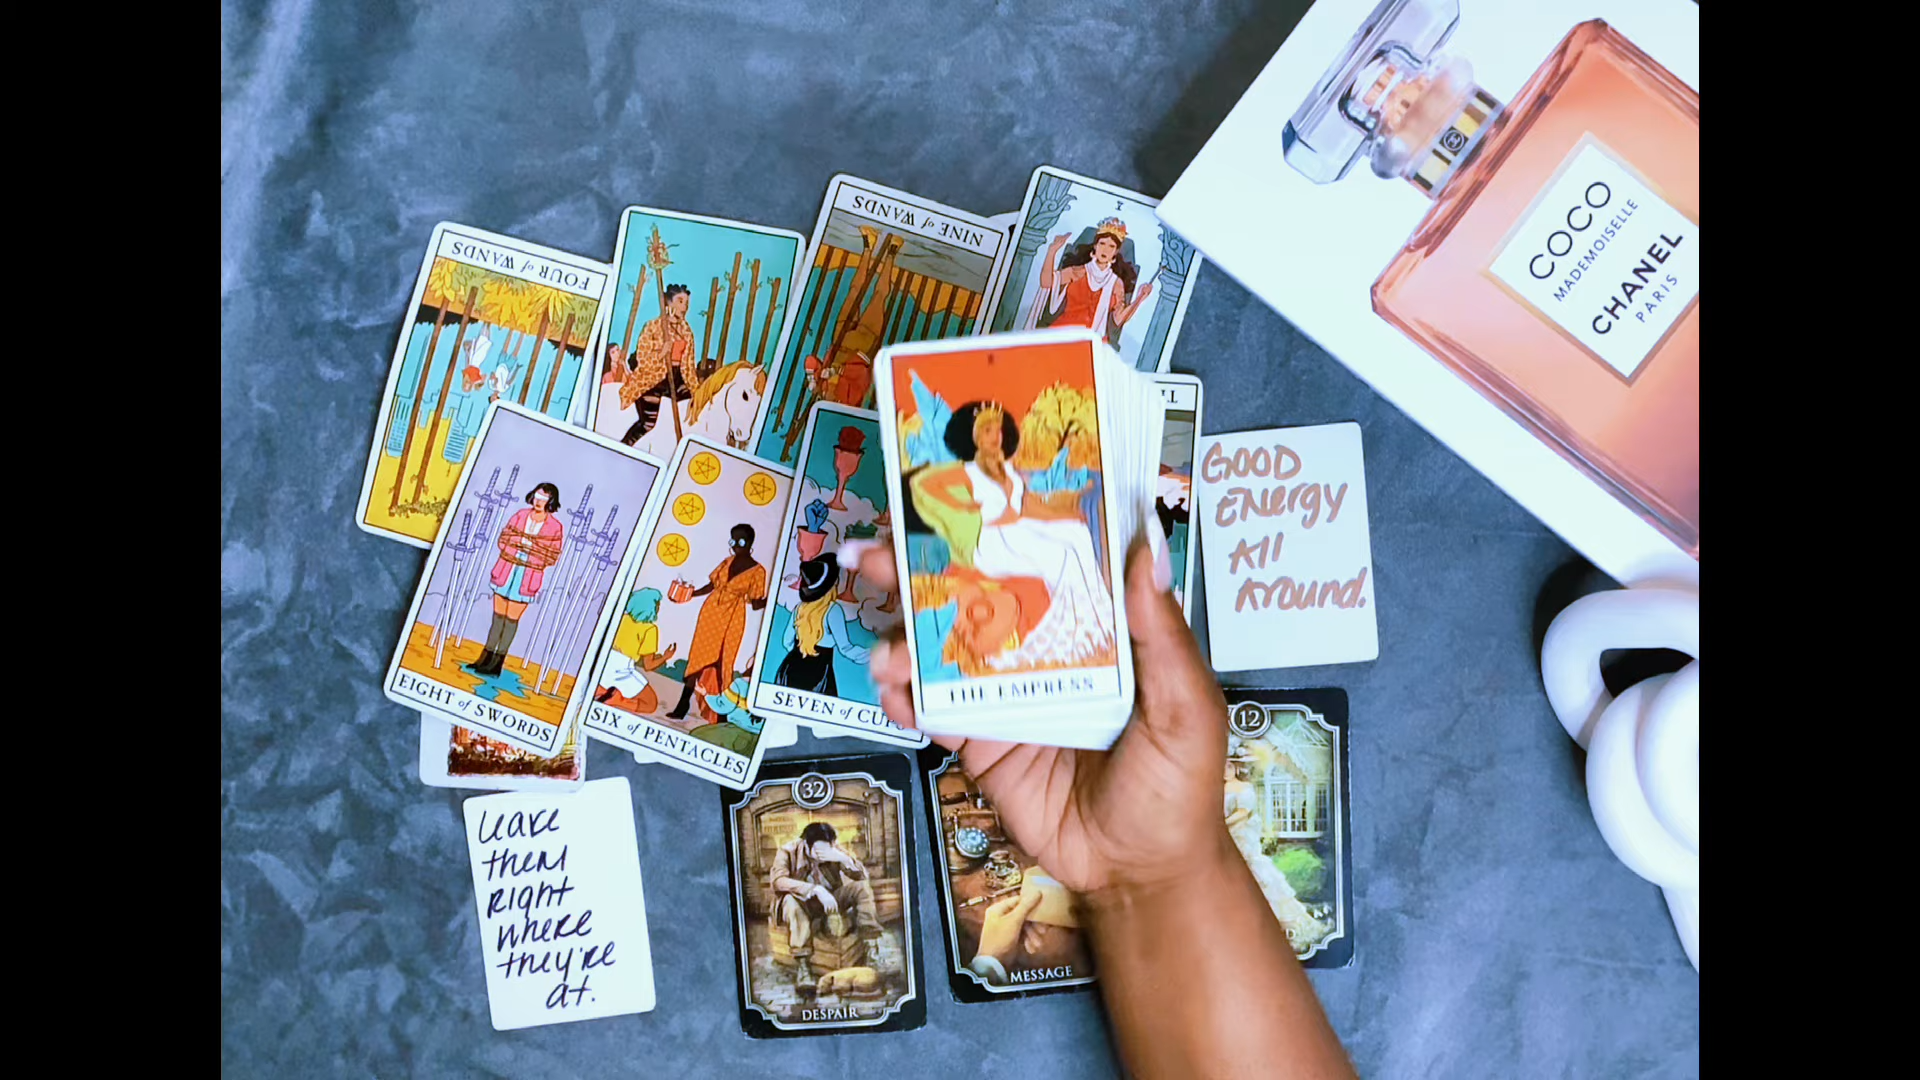 FOUR of WANDS
NINE of WANDS
I
COCO
MADEMOISELLE
CHANEL
PARIS
GOOD
ENergy
All
Around.
THE EMPRESS
EIGHT of SWORDS
SIX of PENTACLES
SEVEN of CUPS
Leave
them
Right
where
they're
at.
32
DESPAIR
MESSAGE
12